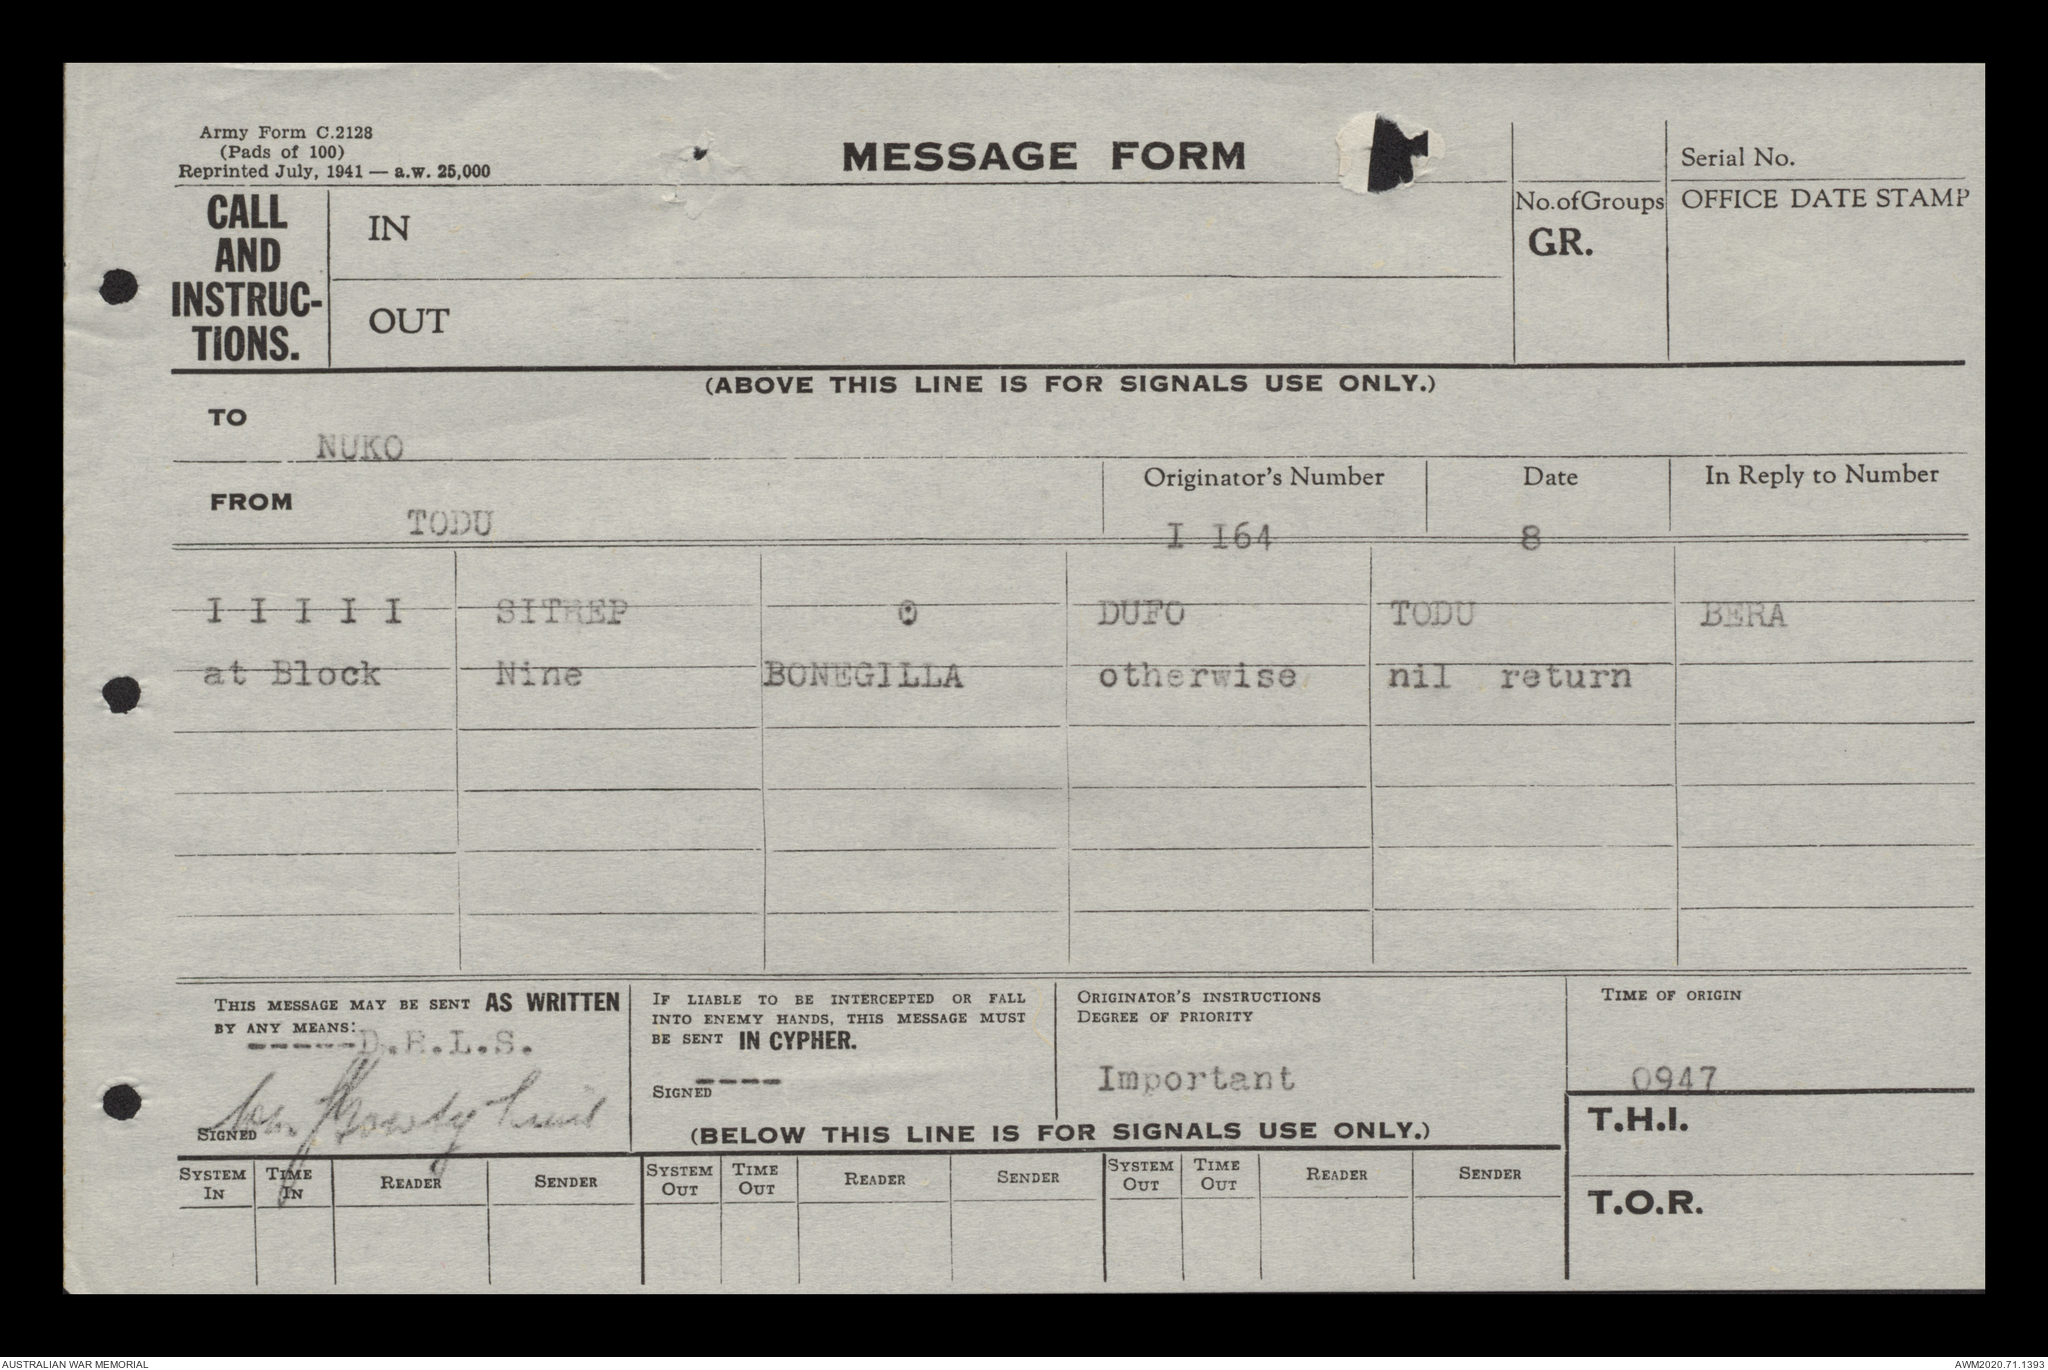 Army Form C.2128
(Pads of 100)
Reprinted July, 1941 — a.w. 25,000
MESSAGE FORM
Serial No.
CALL AND INSTRUC-TIONS.
IN
OUT
No.ofGroups
GR.
OFFICE DATE STAMP
(ABOVE THIS LINE IS FOR SIGNALS USE ONLY.)
TO
NUKO
FROM
TODU
Originator's Number
I I64
Date
8
In Reply to Number
I I I I I SITREP 0 DUFO TODU BERA
at Block Nine BONEGILLA otherwise nil return
THIS MESSAGE MAY BE SENT AS WRITTEN
BY ANY MEANS:
-----D.R.L.S.
SIGNED
IF LIABLE TO BE INTERCEPTED OR FALL
INTO ENEMY HANDS, THIS MESSAGE MUST
BE SENT IN CYPHER.
----
SIGNED
ORIGINATOR'S INSTRUCTIONS
DEGREE OF PRIORITY
Important
TIME OF ORIGIN
0947
(BELOW THIS LINE IS FOR SIGNALS USE ONLY.)
T.H.I.
T.O.R.
SYSTEM IN TIME IN READER SENDER SYSTEM OUT TIME OUT READER SENDER SYSTEM OUT TIME OUT READER SENDER
AUSTRALIAN WAR MEMORIAL
AWM2020.71.1393